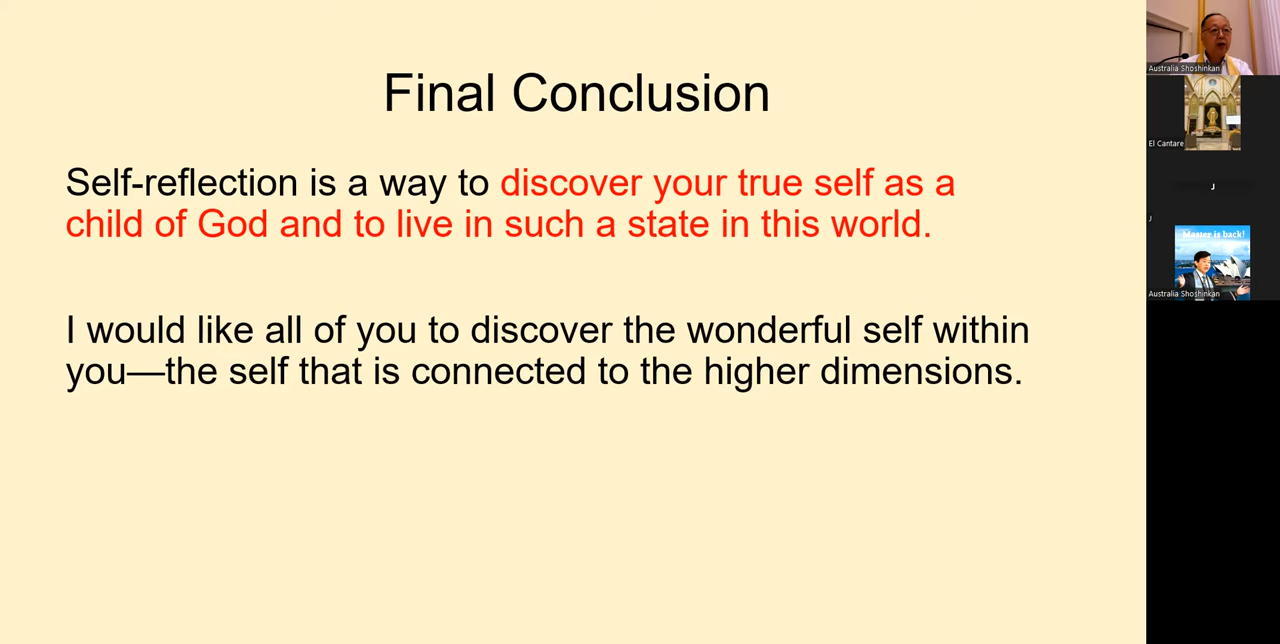 Final Conclusion
Self-reflection is a way to discover your true self as a
child of God and to live in such a state in this world.
I would like all of you to discover the wonderful self within
you—the self that is connected to the higher dimensions.
Australia Shoshinkan
El Cantare
J
J
Master is back!
Australia Shoshinkan